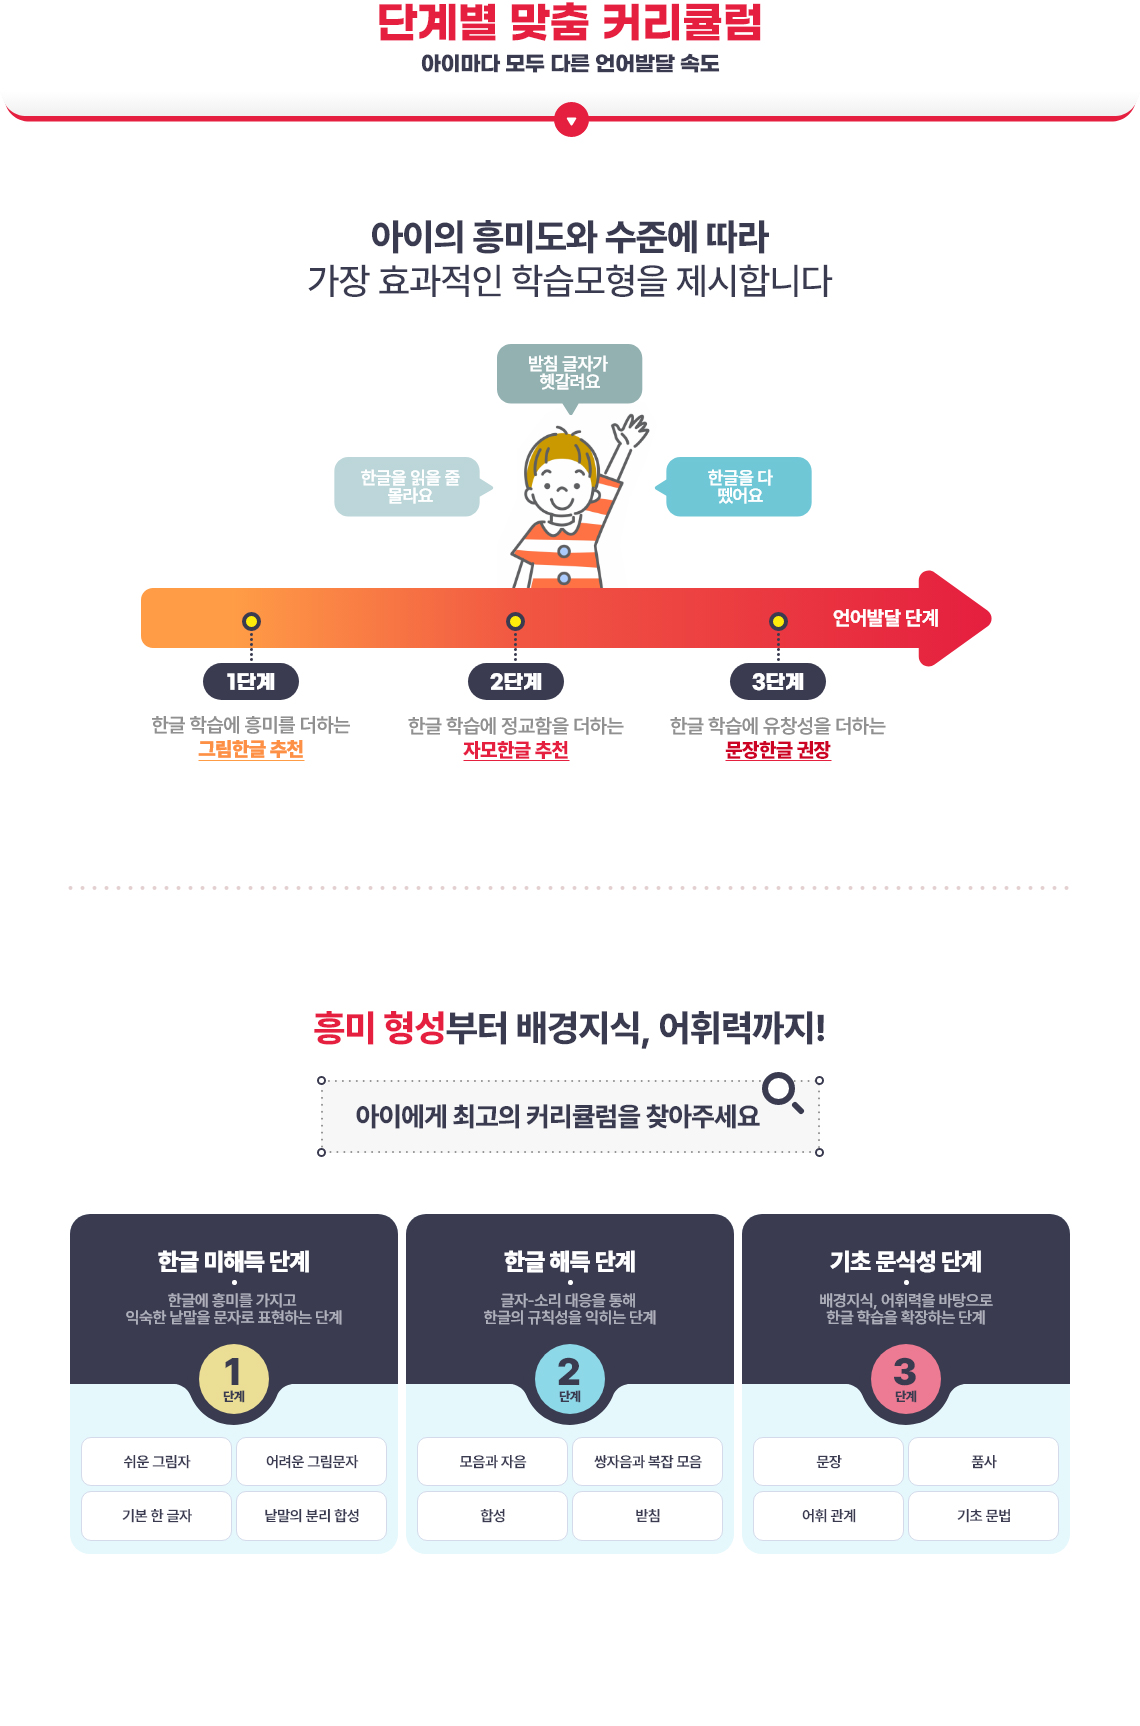 단계별 맞춤 커리큘럼
아이마다 모두 다른 언어발달 속도
아이의 흥미도와 수준에 따라
가장 효과적인 학습모형을 제시합니다
받침 글자가
헷갈려요
한글을 읽을 줄
몰라요
한글을 다
뗐어요
언어발달 단계
1단계
2단계
3단계
한글 학습에 흥미를 더하는
그림한글 추천
한글 학습에 정교함을 더하는
자모한글 추천
한글 학습에 유창성을 더하는
문장한글 권장
흥미 형성부터 배경지식, 어휘력까지!
아이에게 최고의 커리큘럼을 찾아주세요
한글 미해득 단계
한글에 흥미를 가지고
익숙한 낱말을 문자로 표현하는 단계
1
단계
쉬운 그림자
어려운 그림문자
기본 한 글자
낱말의 분리 합성
한글 해득 단계
글자-소리 대응을 통해
한글의 규칙성을 익히는 단계
2
단계
모음과 자음
쌍자음과 복잡 모음
합성
받침
기초 문식성 단계
배경지식, 어휘력을 바탕으로
한글 학습을 확장하는 단계
3
단계
문장
품사
어휘 관계
기초 문법